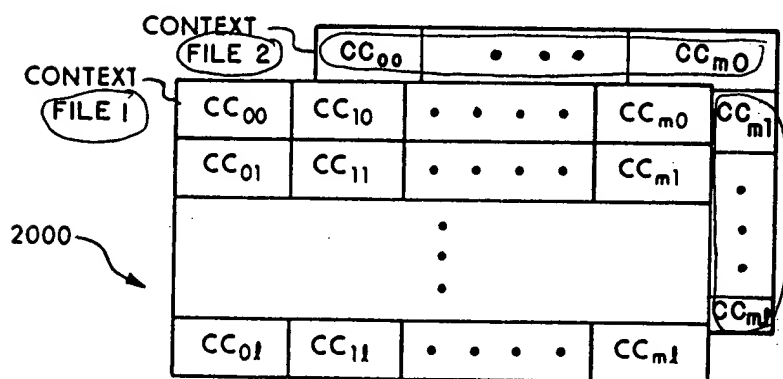 CONTEXT
FILE 2
CC₀₀ • • • CCₘ₀
CONTEXT
FILE 1
CC₀₀ CC₁₀ • • • • CCₘ₀ CCₘ₁
CC₀₁ CC₁₁ • • • • CCₘ₁
2000
CC₀ₗ CC₁ₗ • • • • CCₘₗ CCₘₗ